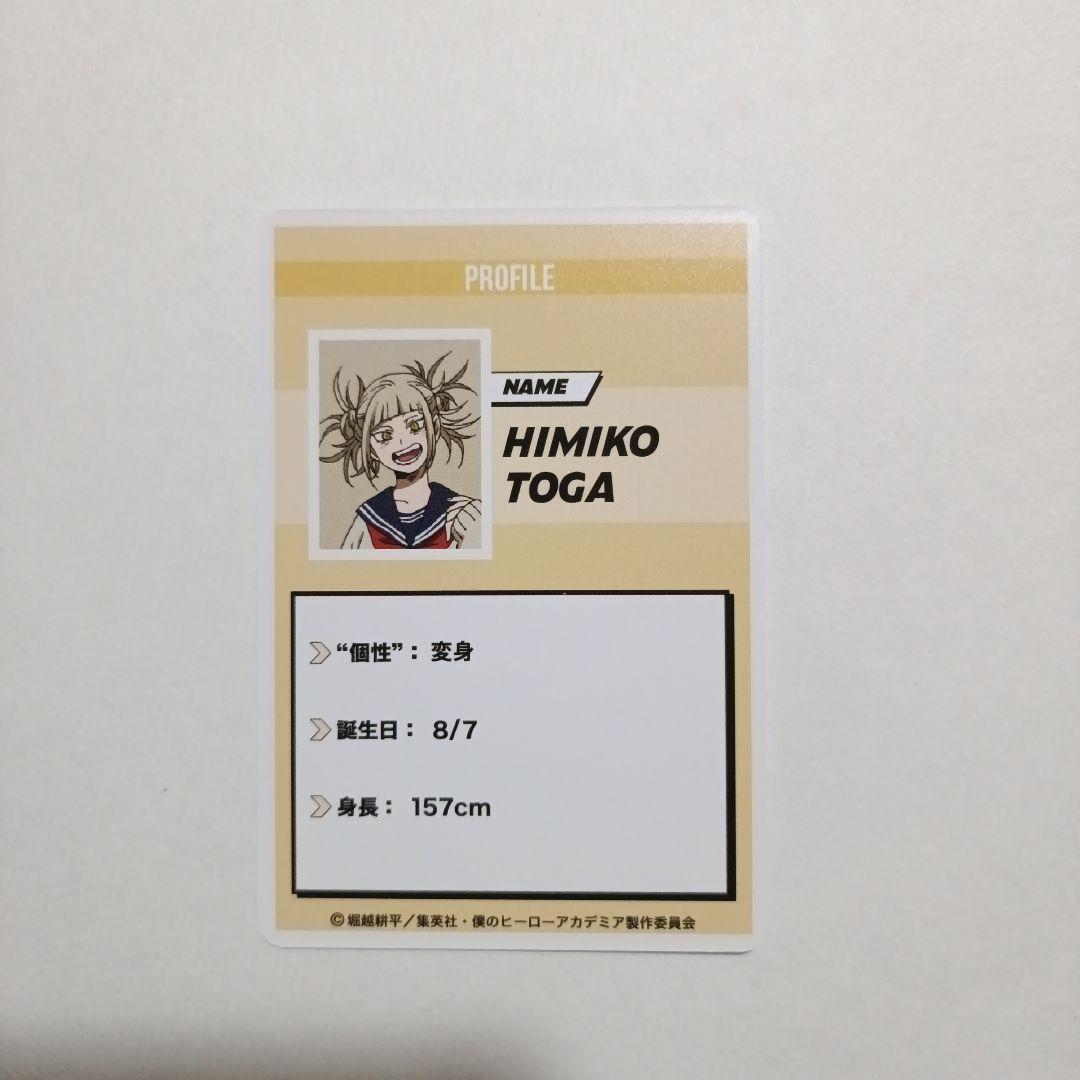 PROFILE
NAME
HIMIKO
TOGA
“個性”： 変身
誕生日： 8/7
身長： 157cm
©堀越耕平／集英社・僕のヒーローアカデミア製作委員会